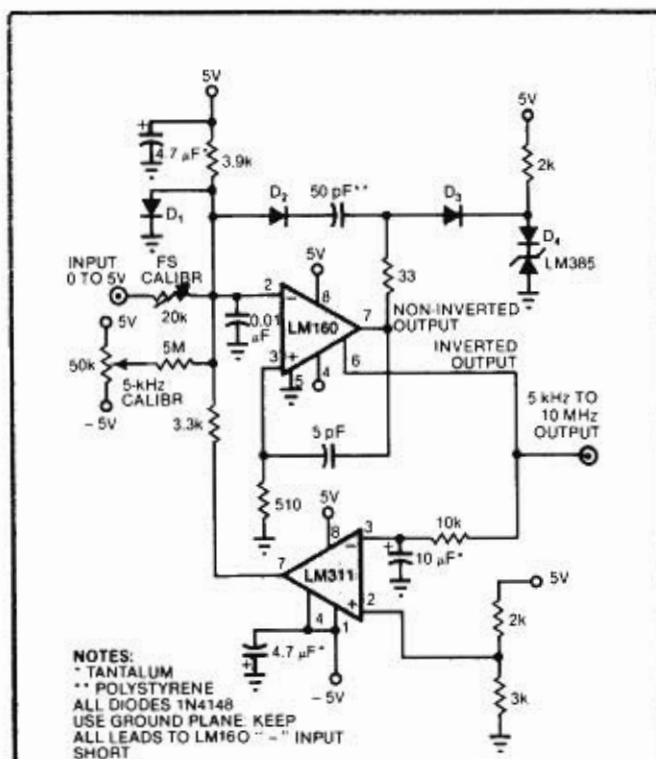 5V
4.7 μF*
3.9k
D1
D2
50 pF**
D3
5V
2k
D4
LM385
33
INPUT
0 TO 5V
FS
CALIBR
20k
2
−
0.01
μF
5V
8
LM160
7
NON-INVERTED
OUTPUT
INVERTED
OUTPUT
6
3
+
5
4
5V
50k
5M
5-kHz
CALIBR
− 5V
3.3k
5 pF
5 kHz TO
10 MHz
OUTPUT
510
5V
8
3
10k
7
LM311
−
10 μF*
+
2
4
1
5V
2k
3k
4.7 μF*
− 5V
NOTES:
* TANTALUM
** POLYSTYRENE
ALL DIODES 1N4148
USE GROUND PLANE. KEEP
ALL LEADS TO LM160 "−" INPUT
SHORT